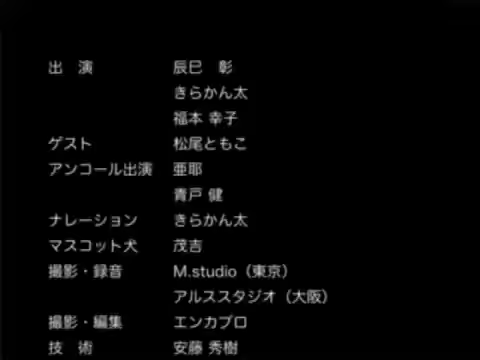 出　演　辰巳　彰
きらかん太
福本 幸子
ゲスト　松尾ともこ
アンコール出演　亜耶
青戸 健
ナレーション　きらかん太
マスコット犬　茂吉
撮影・録音　M.studio（東京）
アルススタジオ（大阪）
撮影・編集　エンカプロ
技　術　安藤 秀樹